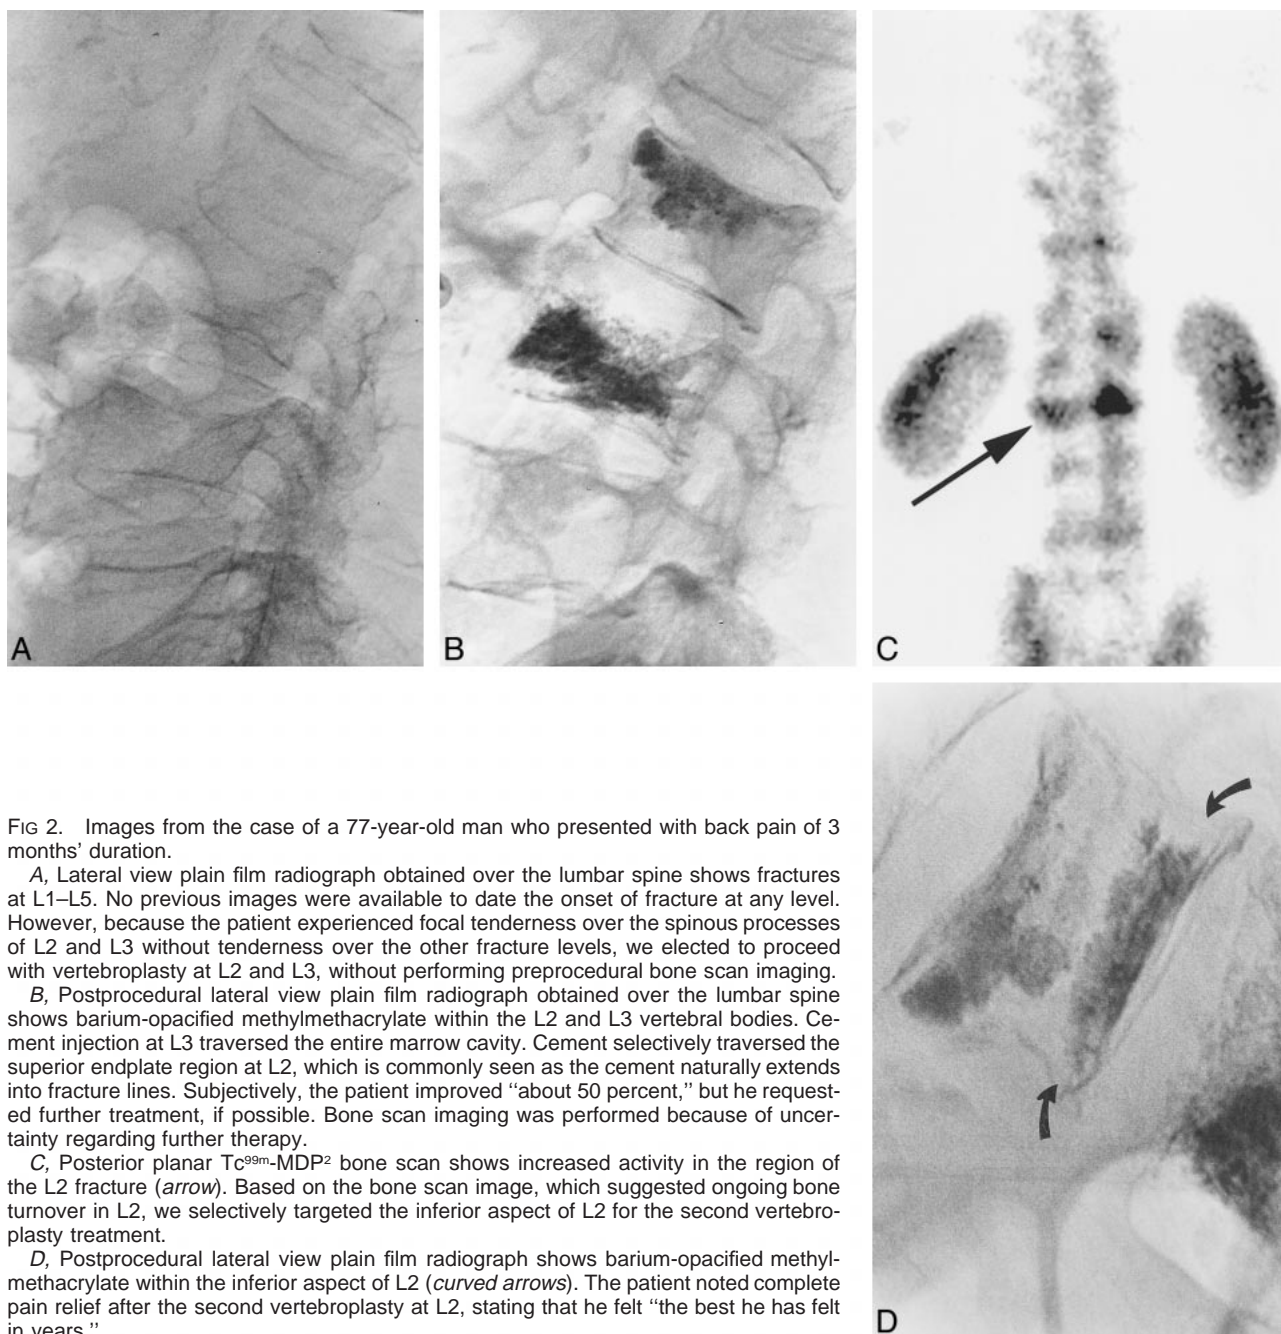 A
B
C
D
FIG 2. Images from the case of a 77-year-old man who presented with back pain of 3
months' duration.
A, Lateral view plain film radiograph obtained over the lumbar spine shows fractures
at L1–L5. No previous images were available to date the onset of fracture at any level.
However, because the patient experienced focal tenderness over the spinous processes
of L2 and L3 without tenderness over the other fracture levels, we elected to proceed
with vertebroplasty at L2 and L3, without performing preprocedural bone scan imaging.
B, Postprocedural lateral view plain film radiograph obtained over the lumbar spine
shows barium-opacified methylmethacrylate within the L2 and L3 vertebral bodies. Ce-
ment injection at L3 traversed the entire marrow cavity. Cement selectively traversed the
superior endplate region at L2, which is commonly seen as the cement naturally extends
into fracture lines. Subjectively, the patient improved ‘‘about 50 percent,’’ but he request-
ed further treatment, if possible. Bone scan imaging was performed because of uncer-
tainty regarding further therapy.
C, Posterior planar Tc⁹⁹ᵐ-MDP² bone scan shows increased activity in the region of
the L2 fracture (arrow). Based on the bone scan image, which suggested ongoing bone
turnover in L2, we selectively targeted the inferior aspect of L2 for the second vertebro-
plasty treatment.
D, Postprocedural lateral view plain film radiograph shows barium-opacified methyl-
methacrylate within the inferior aspect of L2 (curved arrows). The patient noted complete
pain relief after the second vertebroplasty at L2, stating that he felt ‘‘the best he has felt
in years.’’